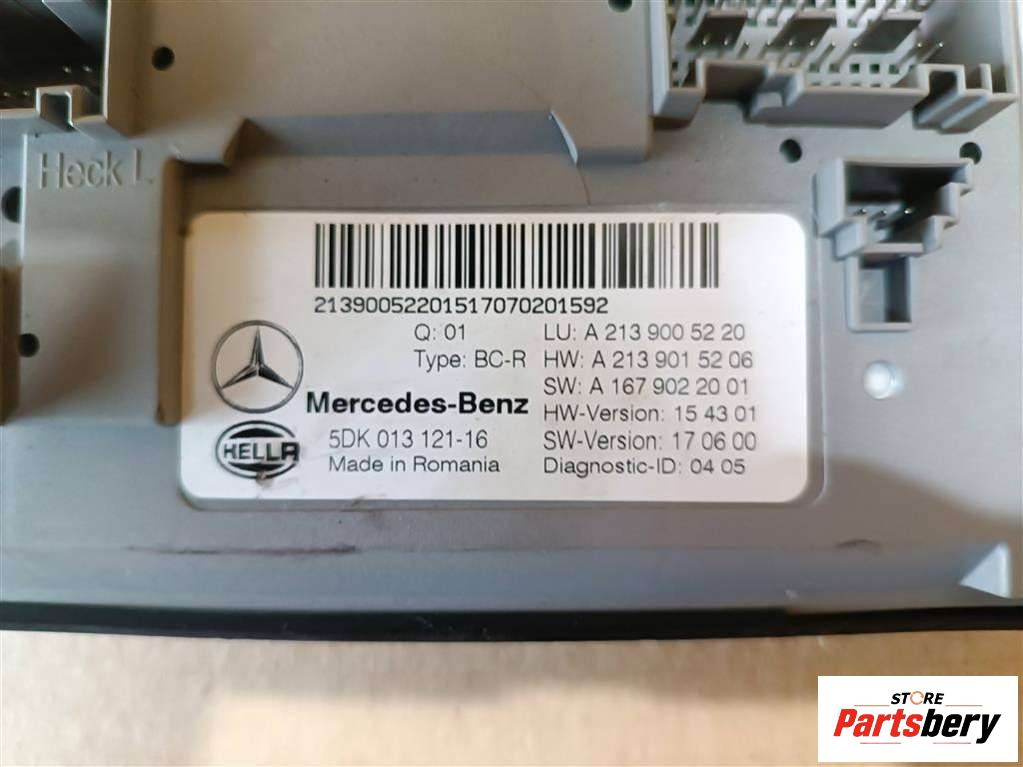 Heck L
21390052201517070201592
Q: 01
LU: A 213 900 52 20
Type: BC-R
HW: A 213 901 52 06
SW: A 167 902 20 01
Mercedes-Benz
HW-Version: 15 43 01
HELLA
5DK 013 121-16
SW-Version: 17 06 00
Made in Romania
Diagnostic-ID: 04 05
STORE
Partsbery